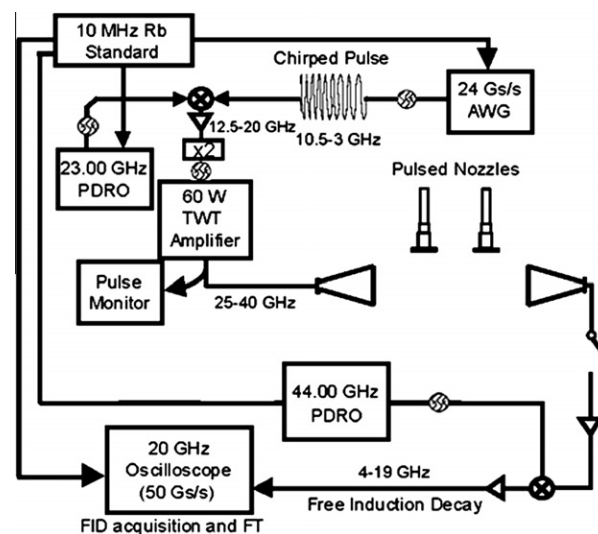 10 MHz Rb
Standard
Chirped Pulse
24 Gs/s
AWG
12.5-20 GHz
10.5-3 GHz
x2
23.00 GHz
PDRO
Pulsed Nozzles
60 W
TWT
Amplifier
Pulse
Monitor
25-40 GHz
44.00 GHz
PDRO
20 GHz
Oscilloscope
(50 Gs/s)
4-19 GHz
Free Induction Decay
FID acquisition and FT